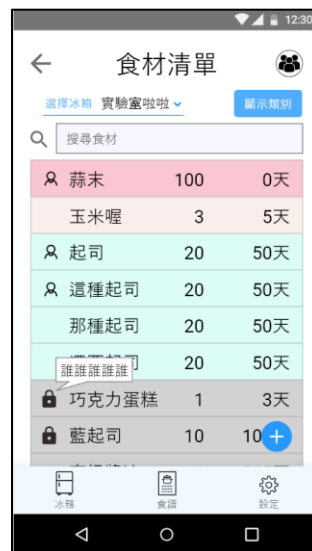 12:30
食材清單
選擇冰箱 實驗室啦啦 顯示類別
搜尋食材
蒜末 100 0天
玉米喔 3 5天
起司 20 50天
這種起司 20 50天
那種起司 20 50天
20 50天
誰誰誰誰誰
巧克力蛋糕 1 3天
藍起司 10 10
冰箱 食譜 設定